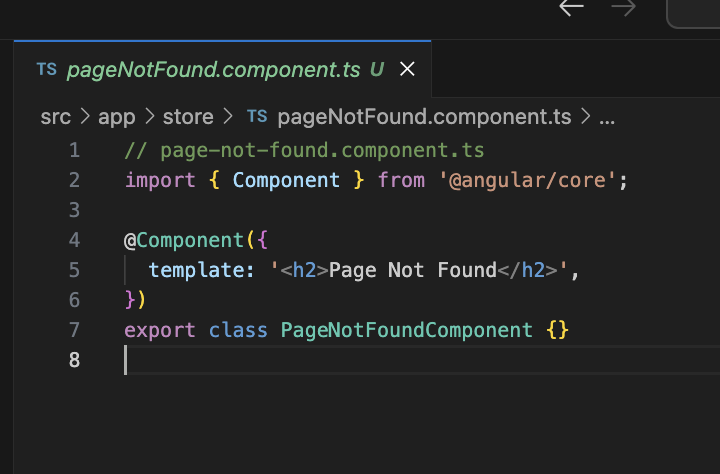 TS pageNotFound.component.ts U ×
src > app > store > TS pageNotFound.component.ts > ...
1 // page-not-found.component.ts
2 import { Component } from '@angular/core';
3
4 @Component({
5   template: '<h2>Page Not Found</h2>',
6 })
7 export class PageNotFoundComponent {}
8